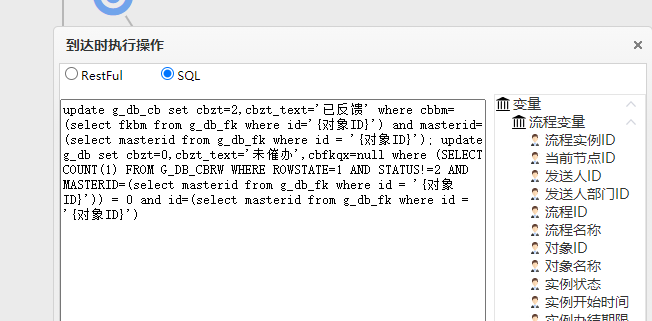 到达时执行操作
RestFul
SQL
update g_db_cb set cbzt=2,cbzt_text='已反馈' where cbbm=
(select fkbm from g_db_fk where id='{对象ID}') and masterid=
(select masterid from g_db_fk where id = '{对象ID}'); update
g_db set cbzt=0,cbzt_text='未催办',cbfkqx=null where (SELECT
COUNT(1) FROM G_DB_CBRW WHERE ROWSTATE=1 AND STATUS!=2 AND
MASTERID=(select masterid from g_db_fk where id = '{对象
ID}')) = 0 and id=(select masterid from g_db_fk where id =
'{对象ID}')
变量
流程变量
流程实例ID
当前节点ID
发送人ID
发送人部门ID
流程ID
流程名称
对象ID
对象名称
实例状态
实例开始时间
实例办结期限